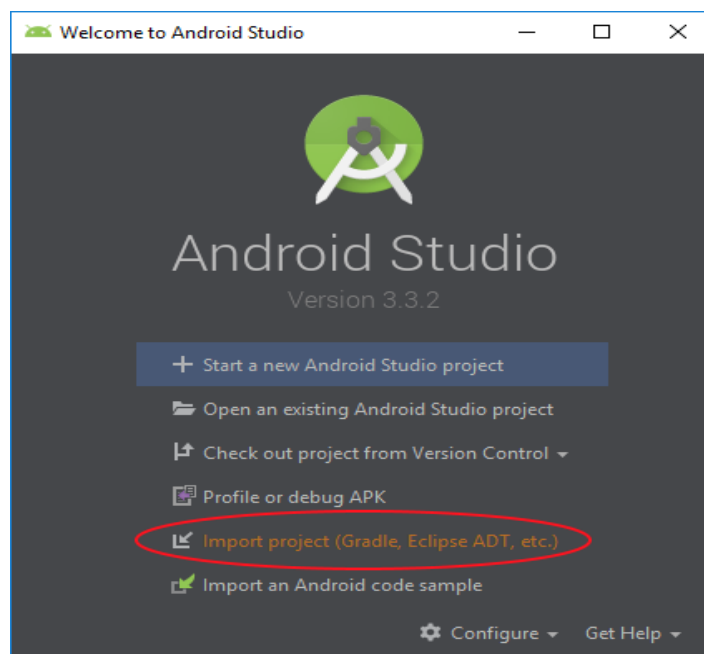 Welcome to Android Studio
Android Studio
Version 3.3.2
Start a new Android Studio project
Open an existing Android Studio project
Check out project from Version Control
Profile or debug APK
Import project (Gradle, Eclipse ADT, etc.)
Import an Android code sample
Configure Get Help